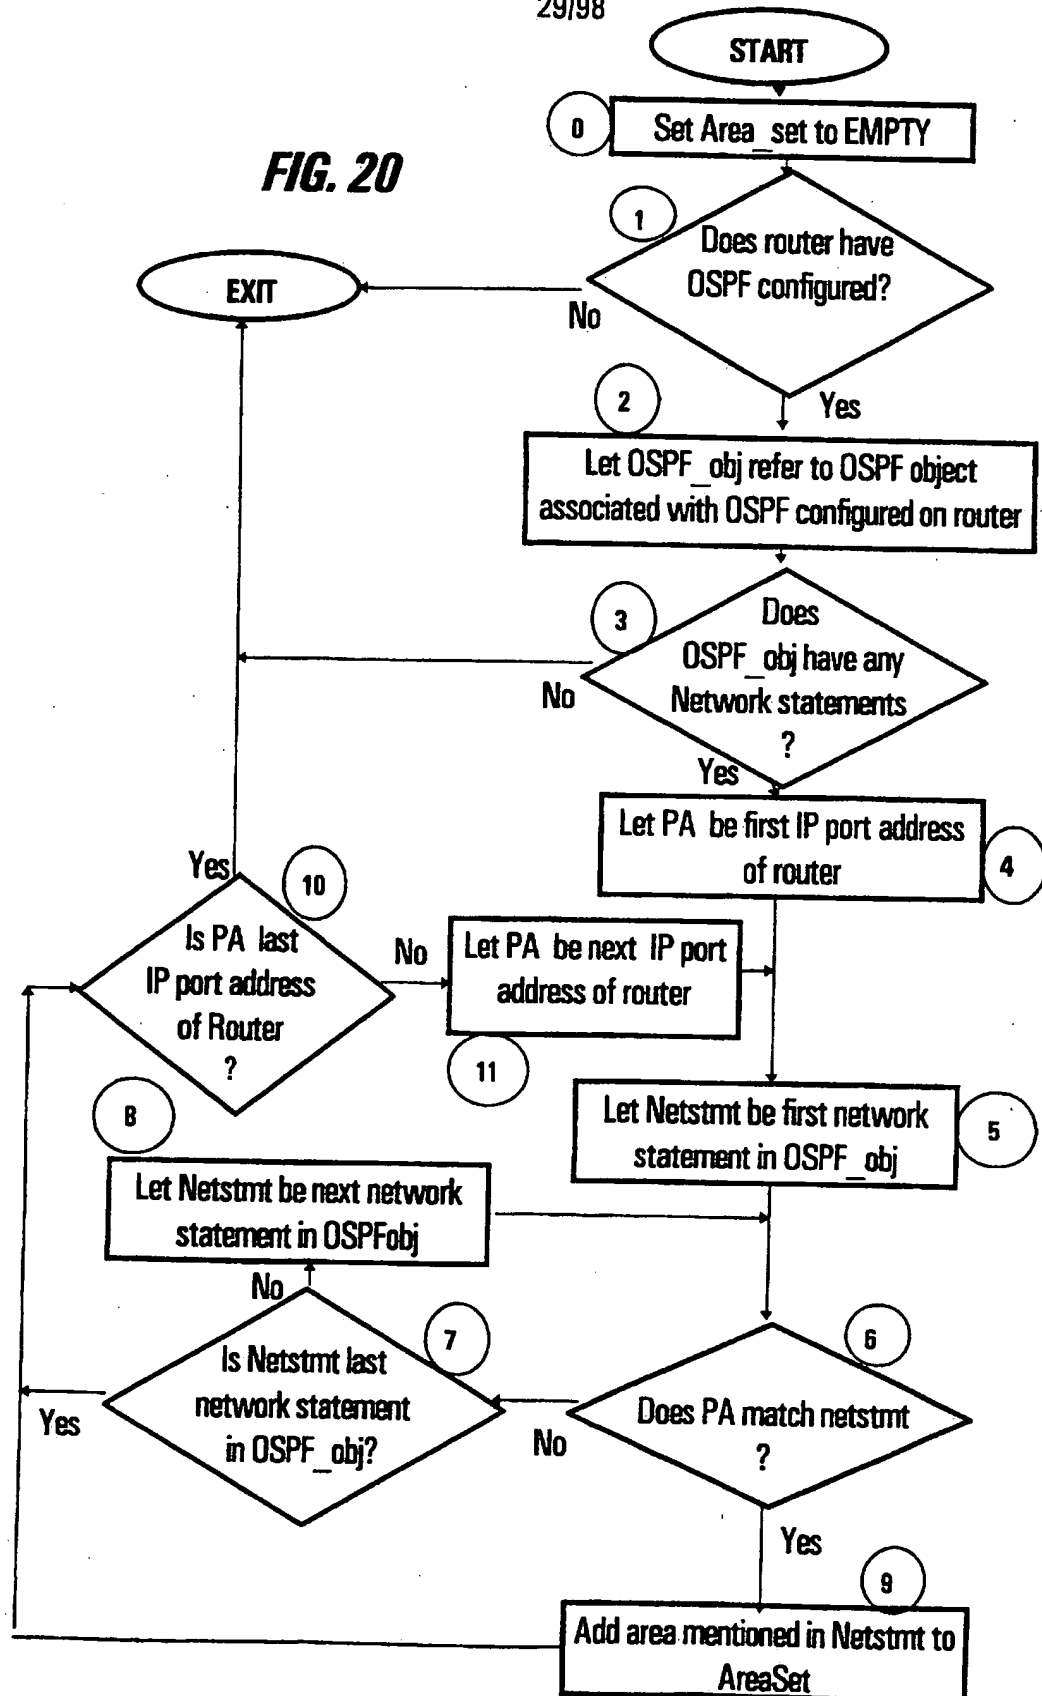 29/98
START
0
Set Area_set to EMPTY
FIG. 20
1
Does router have
OSPF configured?
EXIT
No
Yes
2
Let OSPF_obj refer to OSPF object
associated with OSPF configured on router
3
Does
OSPF_obj have any
Network statements
?
No
Yes
Let PA be first IP port address
of router
4
Yes
10
Is PA last
IP port address
of Router
?
No
Let PA be next IP port
address of router
11
8
Let Netstmt be first network
statement in OSPF_obj
5
Let Netstmt be next network
statement in OSPFobj
No
7
Is Netstmt last
network statement
in OSPF_obj?
Yes
6
Does PA match netstmt
?
No
Yes
9
Add area mentioned in Netstmt to
AreaSet